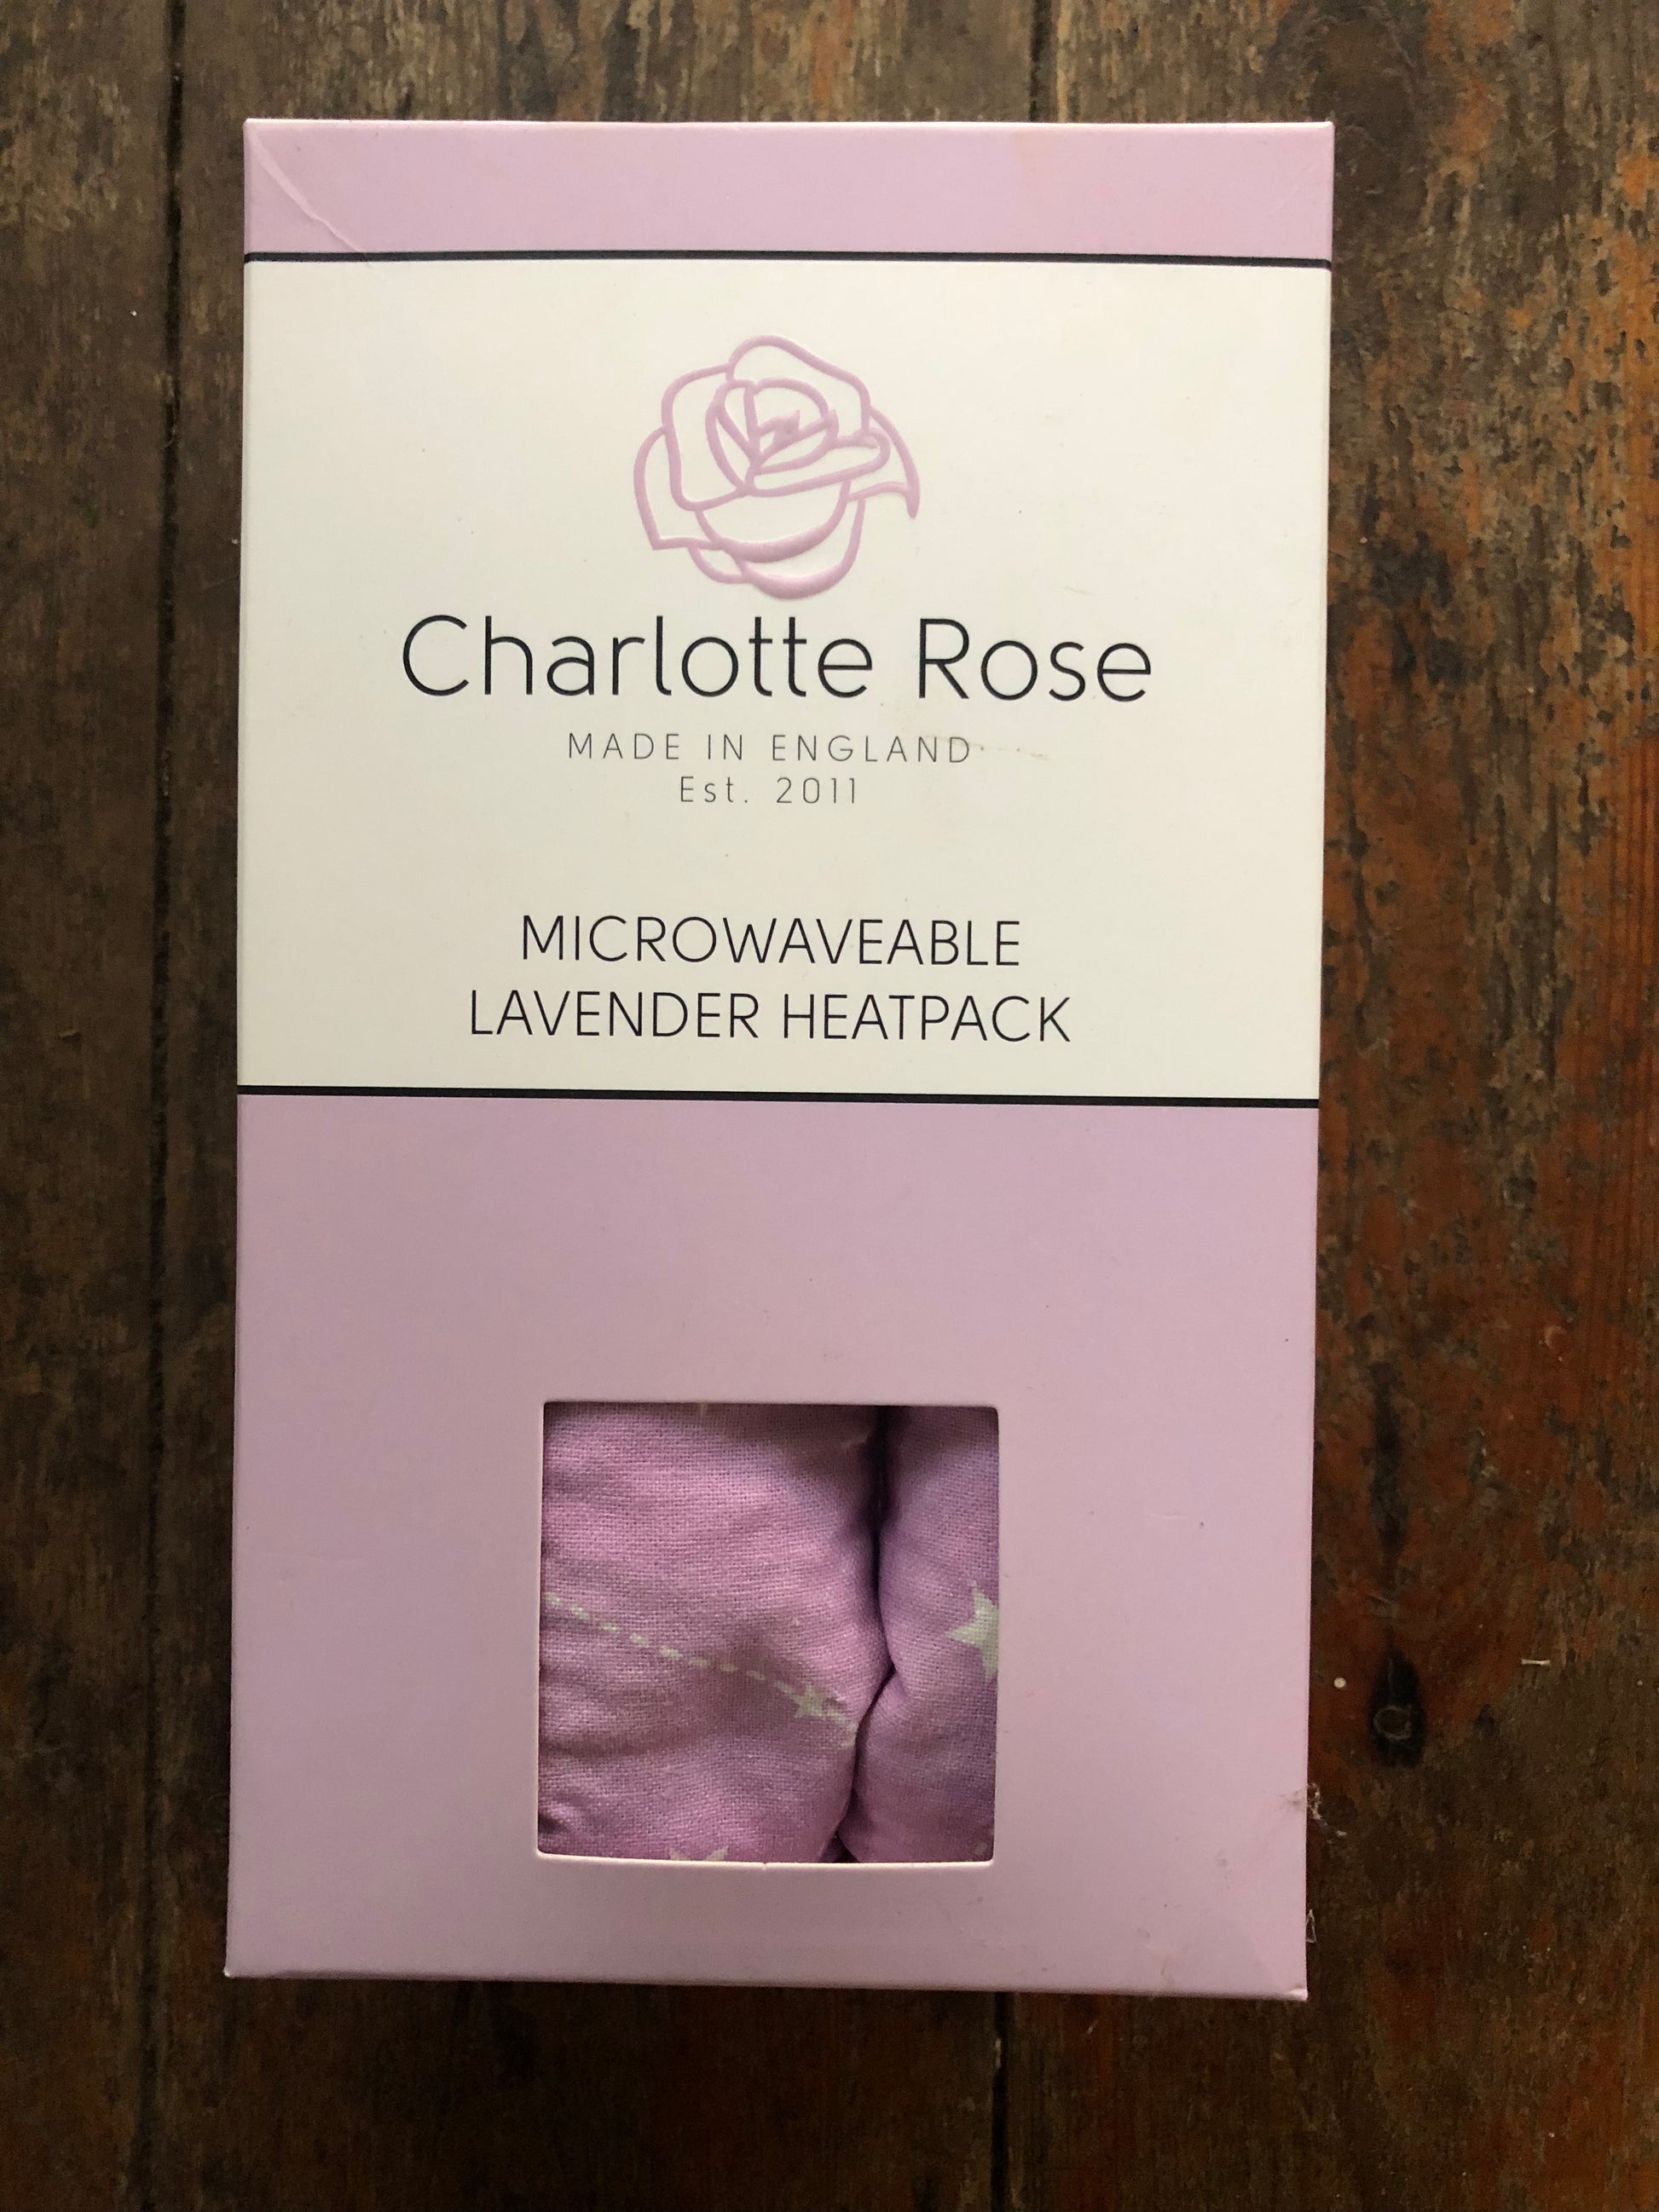 Charlotte Rose
MADE IN ENGLAND
Est. 2011
MICROWAVEABLE
LAVENDER HEATPACK